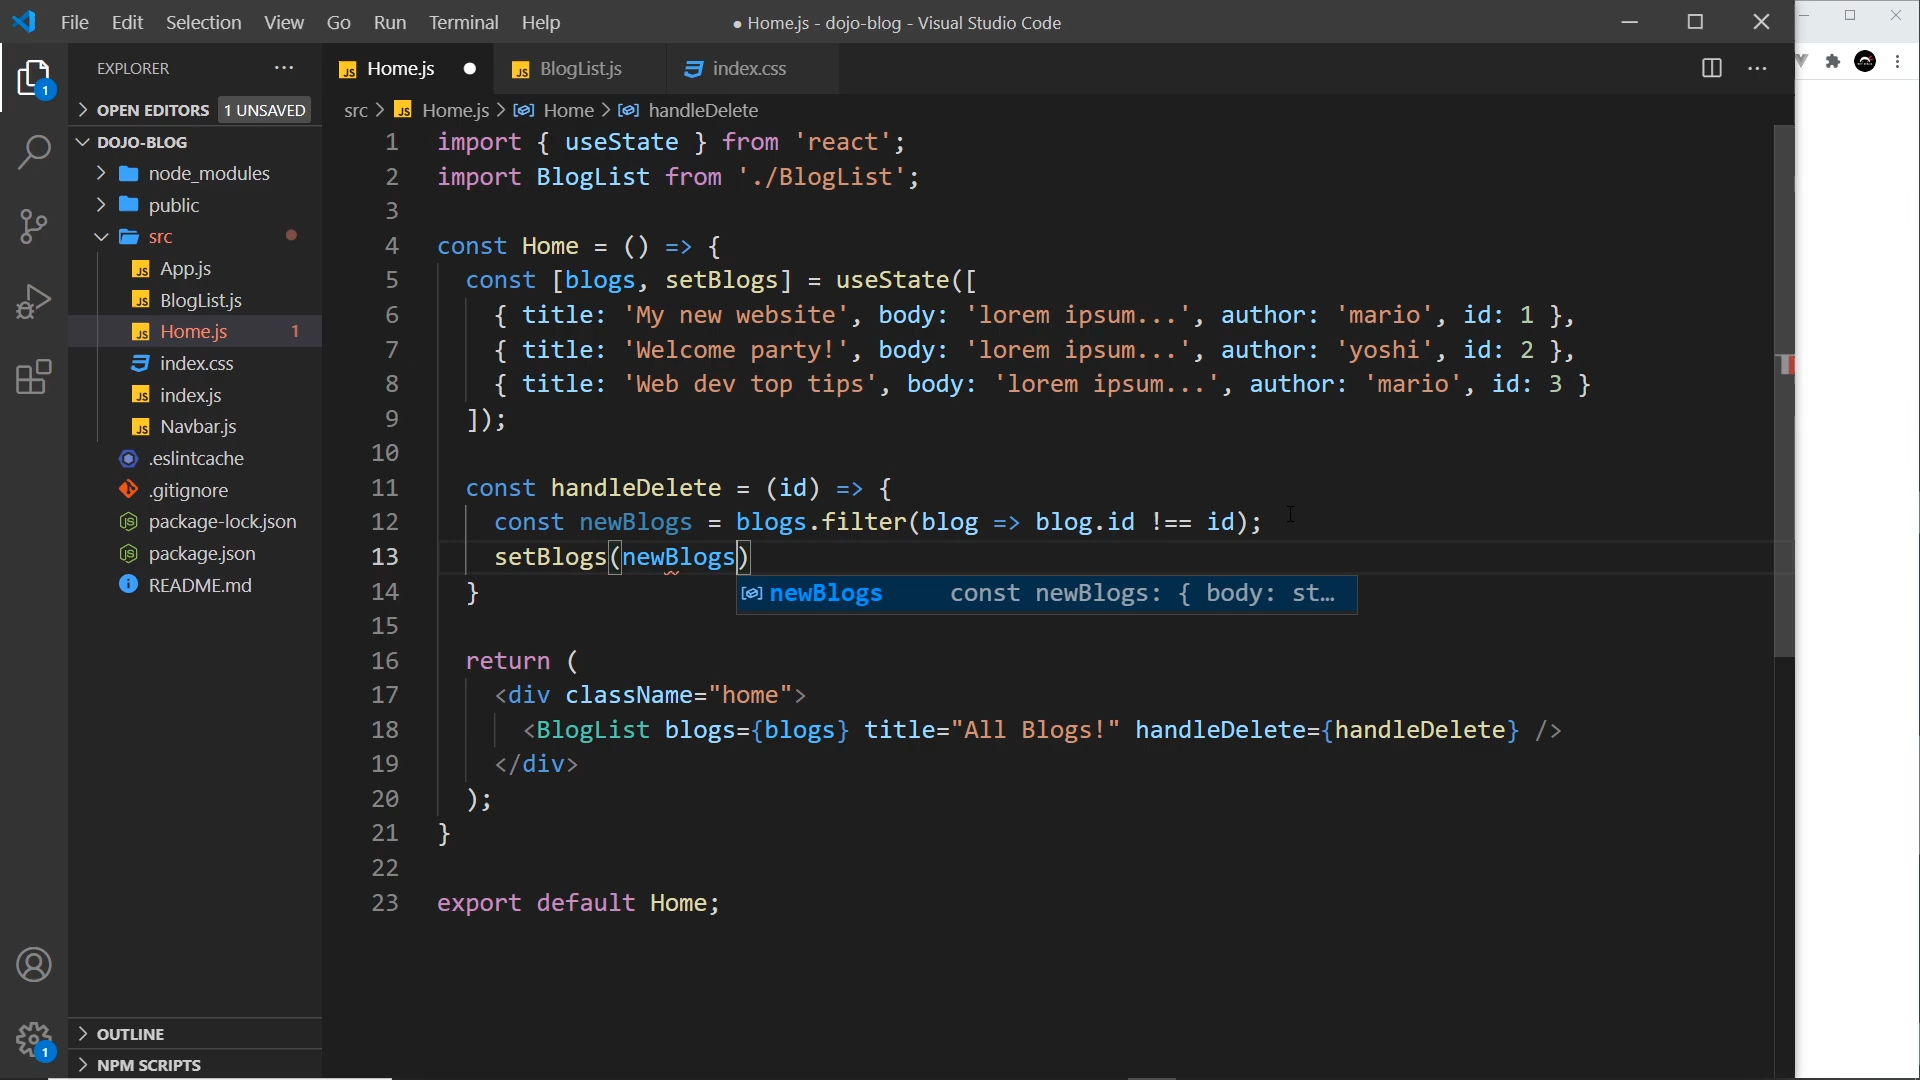 File Edit Selection View Go Run Terminal Help
● Home.js - dojo-blog - Visual Studio Code
EXPLORER
OPEN EDITORS 1 UNSAVED
DOJO-BLOG
node_modules
public
src
App.js
BlogList.js
Home.js 1
index.css
index.js
Navbar.js
.eslintcache
.gitignore
package-lock.json
package.json
README.md
OUTLINE
NPM SCRIPTS
1
1
Home.js BlogList.js index.css
src > Home.js > Home > handleDelete
1 import { useState } from 'react';
2 import BlogList from './BlogList';
3
4 const Home = () => {
5 const [blogs, setBlogs] = useState([
6 { title: 'My new website', body: 'lorem ipsum...', author: 'mario', id: 1 },
7 { title: 'Welcome party!', body: 'lorem ipsum...', author: 'yoshi', id: 2 },
8 { title: 'Web dev top tips', body: 'lorem ipsum...', author: 'mario', id: 3 }
9 ]);
10
11 const handleDelete = (id) => {
12 const newBlogs = blogs.filter(blog => blog.id !== id);
13 setBlogs(newBlogs)
newBlogs const newBlogs: { body: st...
14 }
15
16 return (
17 <div className="home">
18 <BlogList blogs={blogs} title="All Blogs!" handleDelete={handleDelete} />
19 </div>
20 );
21 }
22
23 export default Home;